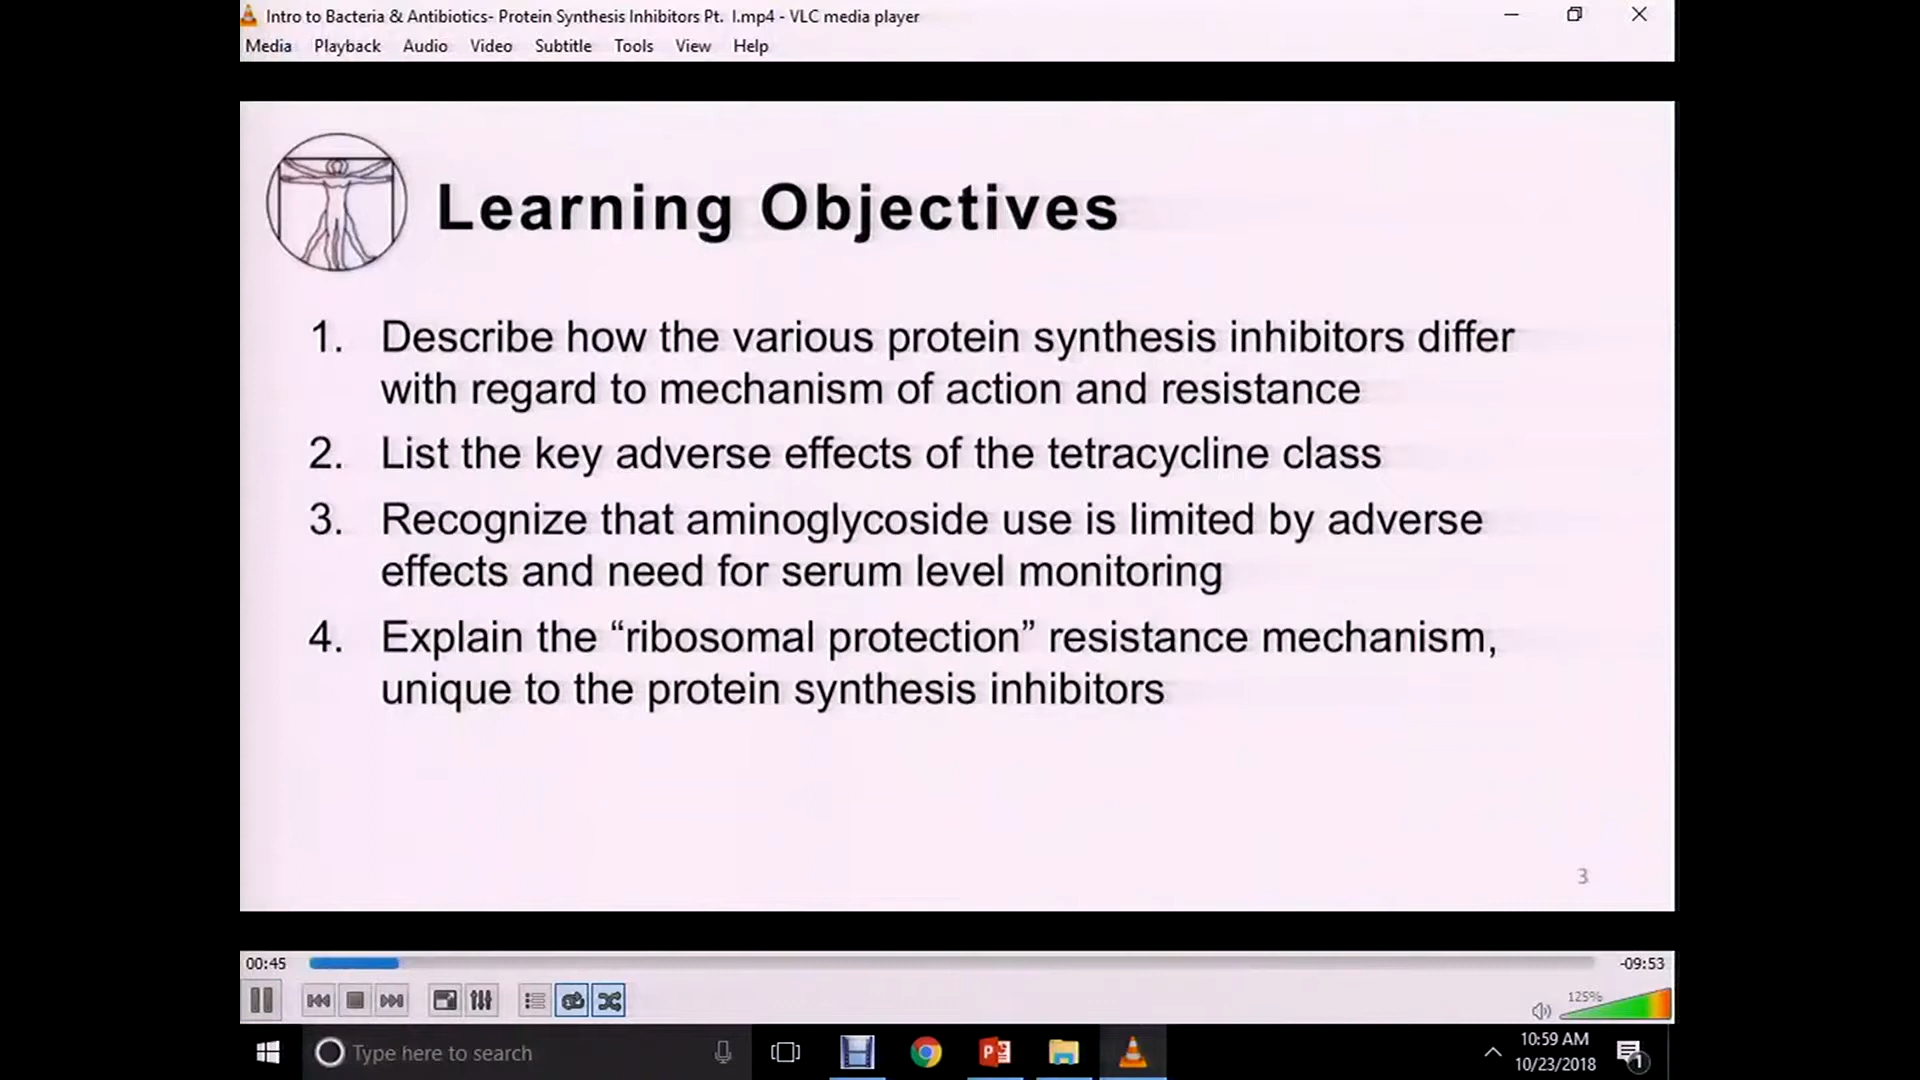 Intro to Bacteria & Antibiotics- Protein Synthesis Inhibitors Pt. I.mp4 - VLC media player
Media Playback Audio Video Subtitle Tools View Help
Learning Objectives
1. Describe how the various protein synthesis inhibitors differ
with regard to mechanism of action and resistance
2. List the key adverse effects of the tetracycline class
3. Recognize that aminoglycoside use is limited by adverse
effects and need for serum level monitoring
4. Explain the “ribosomal protection” resistance mechanism,
unique to the protein synthesis inhibitors
3
00:45
-09:53
125%
Type here to search
10:59 AM
10/23/2018
1